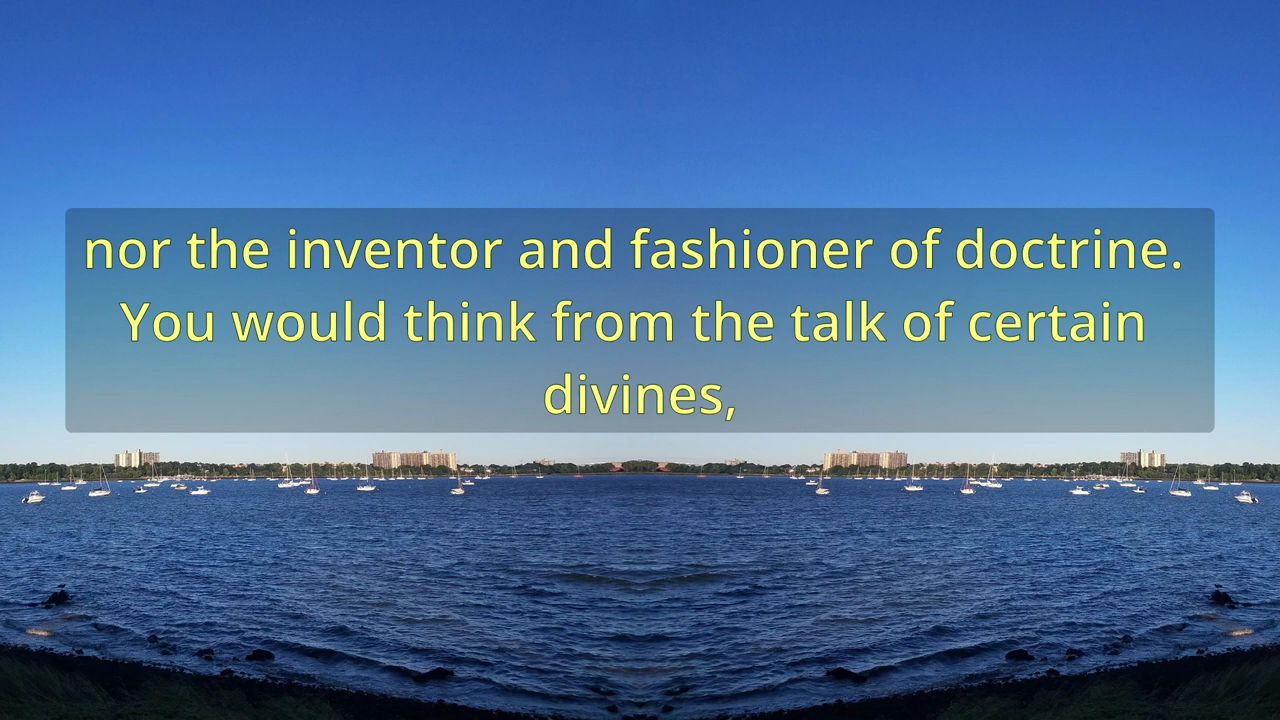 nor the inventor and fashioner of doctrine.
You would think from the talk of certain
divines,